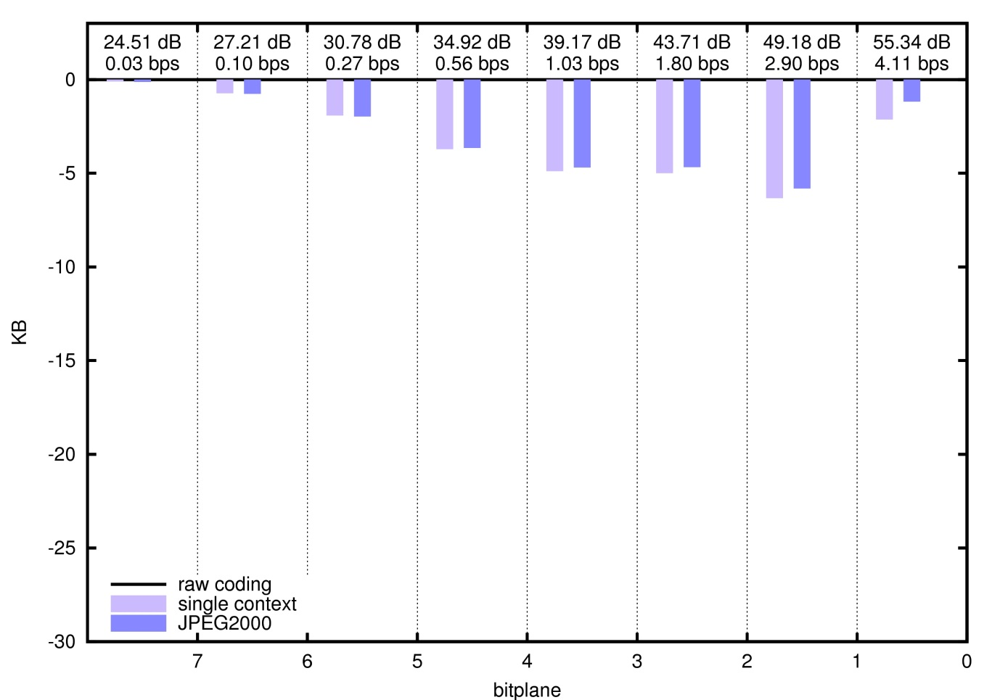 24.51 dB 27.21 dB 30.78 dB 34.92 dB 39.17 dB 43.71 dB 49.18 dB 55.34 dB
0.03 bps 0.10 bps 0.27 bps 0.56 bps 1.03 bps 1.80 bps 2.90 bps 4.11 bps
0
-5
-10
KB
-15
-20
-25
raw coding
single context
JPEG2000
-30
7 6 5 4 3 2 1 0
bitplane